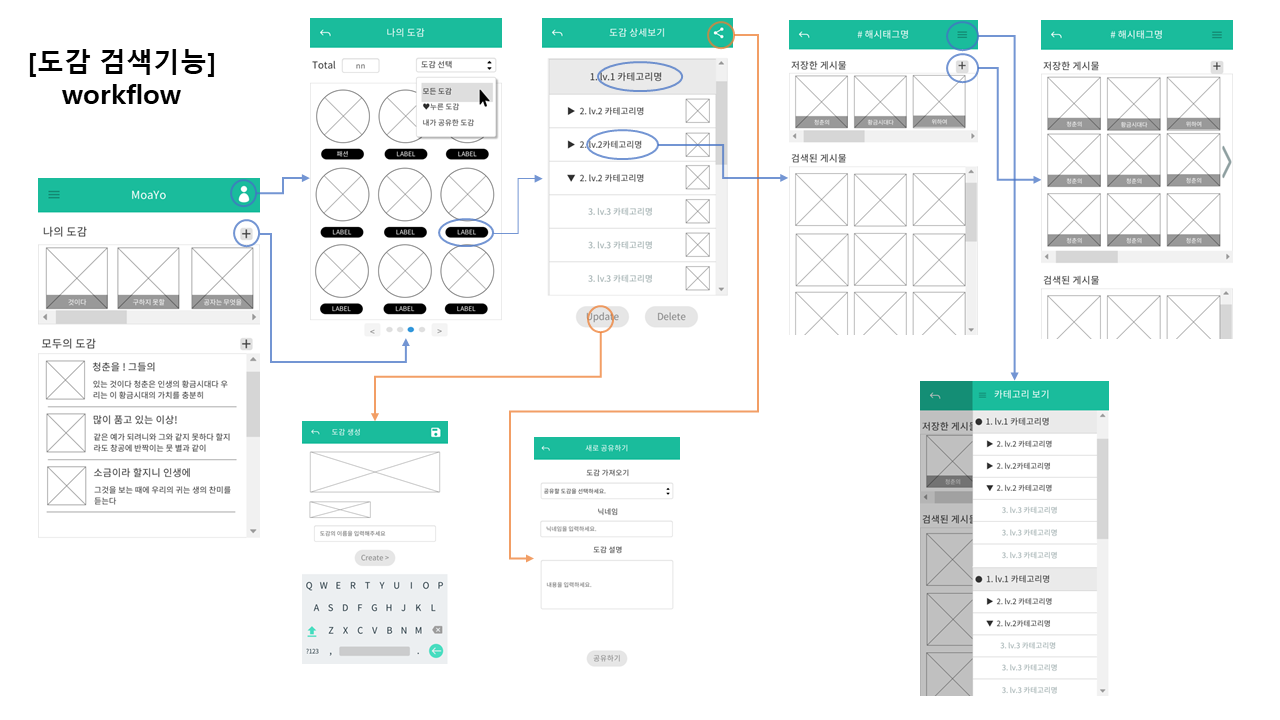 [도감 검색기능]
workflow
MoaYo
나의 도감
것이다
구하지 못할
공자는 무엇을
모두의 도감
청춘을 ! 그들의
있는 것이다 청춘은 인생의 황금시대다 우
리는 이 황금시대의 가치를 충분히
많이 품고 있는 이상!
같은 예가 되려니와 그와 같지 못하다 할지
라도 창공에 반짝이는 뭇 별과 같이
소금이라 할지니 인생에
그것을 보는 때에 우리의 귀는 생의 찬미를
듣는다
나의 도감
Total
nn
도감 선택
모든 도감
♥누른 도감
내가 공유한 도감
패션
LABEL
LABEL
LABEL
LABEL
LABEL
LABEL
LABEL
LABEL
<
>
도감 상세보기
1. lv.1 카테고리명
▶ 2. lv.2 카테고리명
▶ 2.lv.2카테고리명
▼ 2. lv.2 카테고리명
3. lv.3 카테고리명
3. lv.3 카테고리명
3. lv.3 카테고리명
Update
Delete
# 해시태그명
저장한 게시물
청춘의
황금시대다
위하여
검색된 게시물
# 해시태그명
저장한 게시물
청춘의
황금시대다
위하여
청춘의
청춘의
청춘의
청춘의
청춘의
청춘의
검색된 게시물
도감 생성
도감의 이름을 입력해주세요
Create >
Q W E R T Y U I O P
A S D F G H J K L
Z X C V B N M
?123 , .
새로 공유하기
도감 가져오기
공유할 도감을 선택하세요.
닉네임
닉네임을 입력하세요.
도감 설명
내용을 입력하세요.
공유하기
저장한 게시물
청춘의
검색된 게시물
카테고리 보기
● 1. lv.1 카테고리명
▶ 2. lv.2 카테고리명
▶ 2. lv.2카테고리명
▼ 2. lv.2 카테고리명
3. lv.3 카테고리명
3. lv.3 카테고리명
3. lv.3 카테고리명
● 1. lv.1 카테고리명
▶ 2. lv.2 카테고리명
▼ 2. lv.2카테고리명
3. lv.3 카테고리명
3. lv.3 카테고리명
3. lv.3 카테고리명